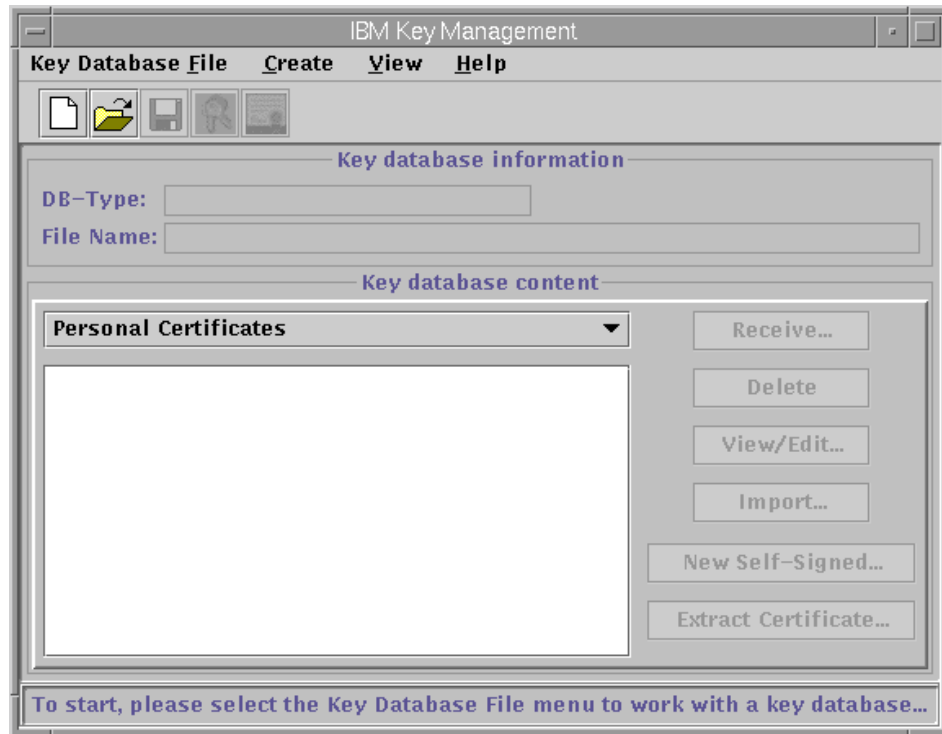 IBM Key Management
Key Database File Create View Help
Key database information
DB-Type:
File Name:
Key database content
Personal Certificates
Receive...
Delete
View/Edit...
Import...
New Self-Signed...
Extract Certificate...
To start, please select the Key Database File menu to work with a key database...